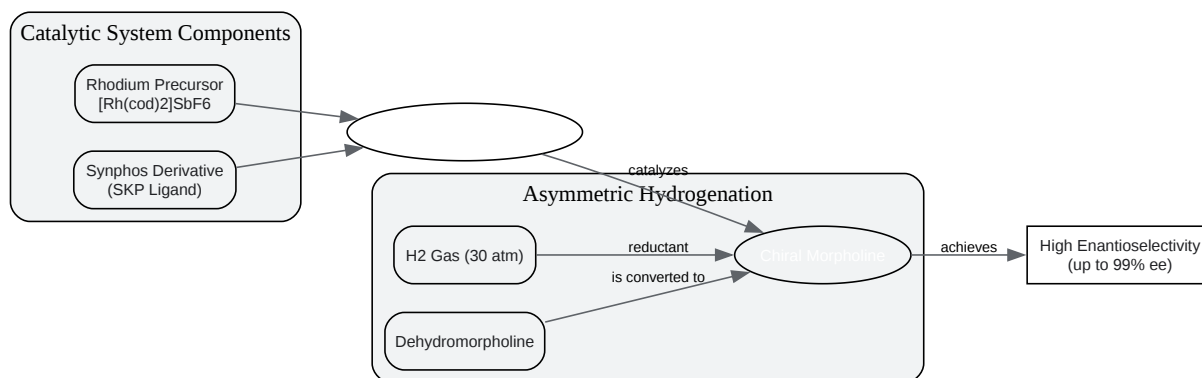 Catalytic System Components
Rhodium Precursor
[Rh(cod)2]SbF6
Synphos Derivative
(SKP Ligand)
catalyzes
Asymmetric Hydrogenation
H2 Gas (30 atm)
reductant
Chiral Morpholine
achieves
High Enantioselectivity
(up to 99% ee)
is converted to
Dehydromorpholine